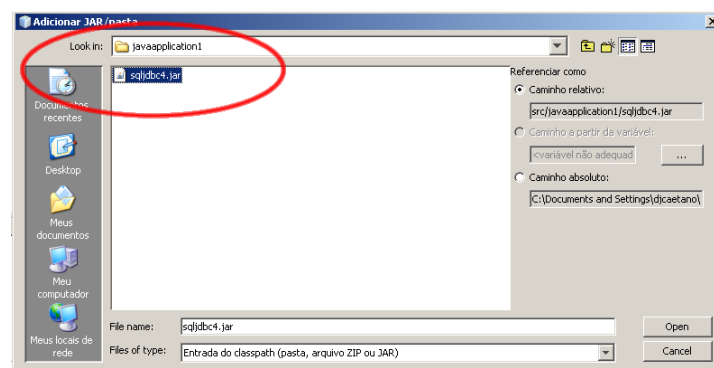 Adicionar JAR/pasta
Look in:
javaapplication1
sqljdbc4.jar
Documentos
recentes
Desktop
Meus
documentos
Meu
computador
Meus locais de
rede
Referenciar como
Caminho relativo:
src/javaapplication1/sqljdbc4.jar
Caminho a partir da variável:
<variável não adequad
...
Caminho absoluto:
C:\Documents and Settings\djcaetano\
File name:
sqljdbc4.jar
Open
Files of type:
Entrada do classpath (pasta, arquivo ZIP ou JAR)
Cancel